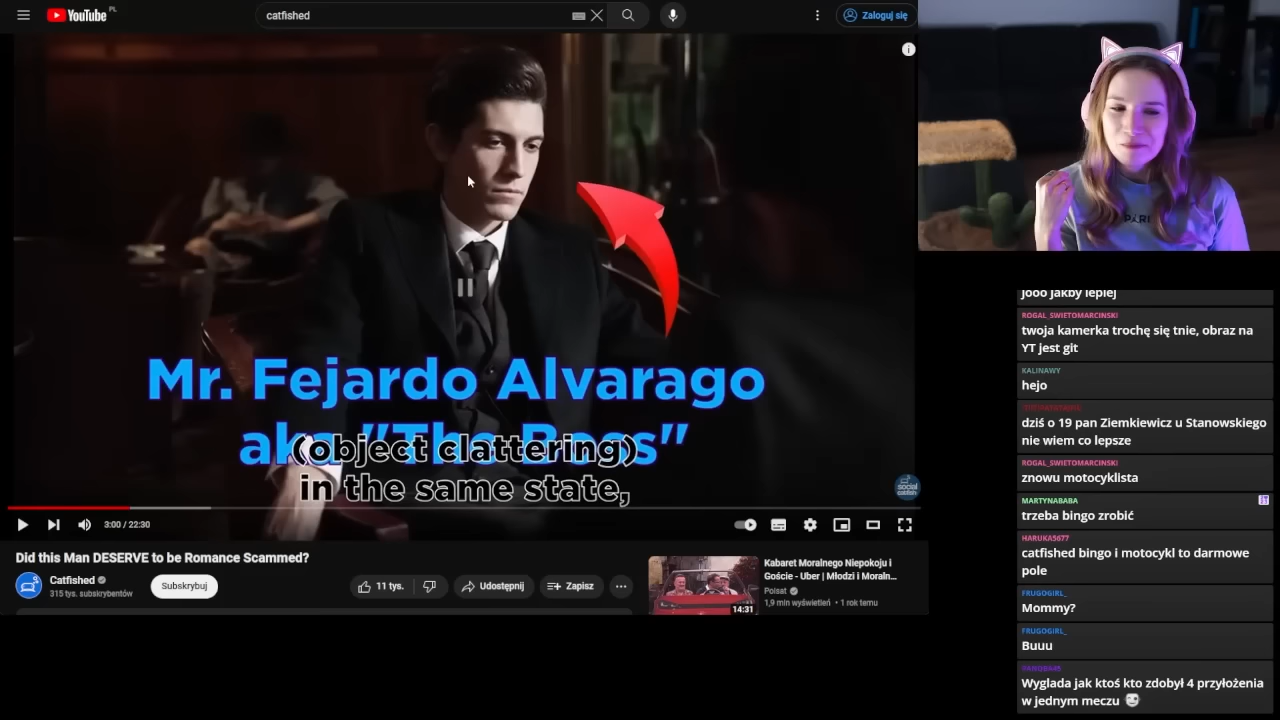 YouTube PL
catfished
Zaloguj się
Mr. Fejardo Alvarago
(object clattering)
in the same state,
social
catfish
3:00 / 22:30
Did this Man DESERVE to be Romance Scammed?
Catfished
315 tys. subskrybentów
Subskrybuj
11 tys.
Udostępnij
Zapisz
Kabaret Moralnego Niepokoju i
Goście - Uber | Młodzi i Moraln...
Polsat
1,9 mln wyświetleń • 1 rok temu
14:31
PARI
jooo jakby lepiej
ROGAL_SWIETOMARCINSKI
twoja kamerka trochę się tnie, obraz na
YT jest git
KALINAWY
hejo
dziś o 19 pan Ziemkiewicz u Stanowskiego
nie wiem co lepsze
ROGAL_SWIETOMARCINSKI
znowu motocyklista
MARTYNABABA
trzeba bingo zrobić
HARUKA5677
catfished bingo i motocykl to darmowe
pole
FRUGOGIRL_
Mommy?
FRUGOGIRL_
Buuu
Wyglada jak ktoś kto zdobył 4 przyłożenia
w jednym meczu